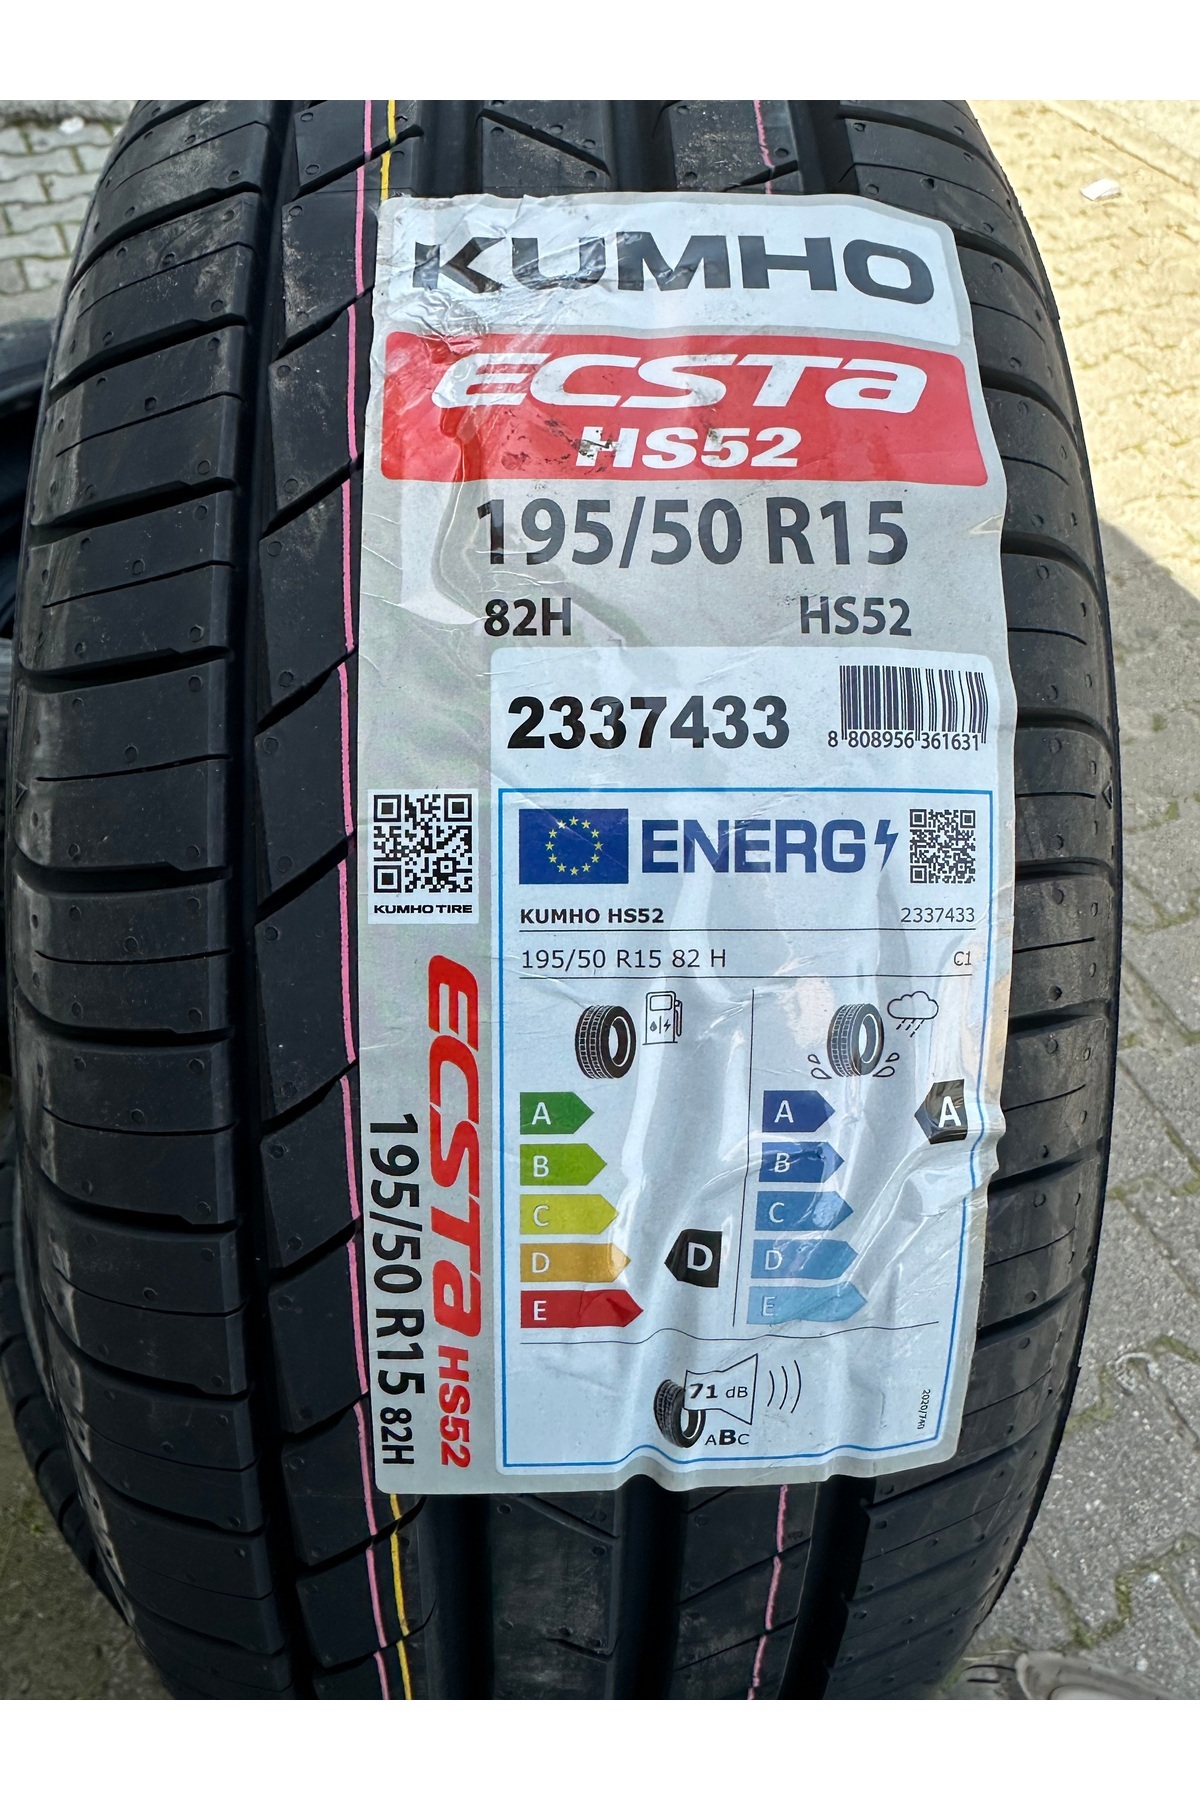 KUMHO
ECSTa
HS52
195/50 R15
82H HS52
2337433
8 808956 361631
ENERG
KUMHO TIRE
KUMHO HS52 2337433
195/50 R15 82 H C1
A
B
C
D
E
D
A
B
C
D
E
A
71 dB
ABC
2020/740
ECSTa HS52
195/50 R15 82H